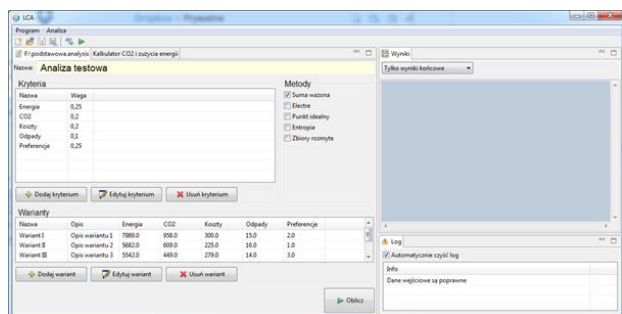 LCA
Program Analiza
F:\podstawowa.analysis Kalkulator CO2 i zużycia energii
Nazwa: Analiza testowa
Kryteria
Nazwa Waga
Energia 0,25
CO2 0,2
Koszty 0,2
Odpady 0,1
Preferencje 0,25
Dodaj kryterium Edytuj kryterium Usuń kryterium
Metody
Suma ważona
Electre
Punkt idealny
Entropia
Zbiory rozmyte
Warianty
Nazwa Opis Energia CO2 Koszty Odpady Preferencje
Wariant I Opis wariantu 1 7989.0 958.0 300.0 15.0 2.0
Wariant II Opis wariantu 2 5682.0 609.0 225.0 16.0 1.0
Wariant III Opis wariantu 3 5542.0 449.0 279.0 14.0 3.0
Dodaj wariant Edytuj wariant Usuń wariant
Oblicz
Wyniki
Tylko wyniki końcowe
Log
Automatycznie czyść log
Info
Dane wejściowe są poprawne